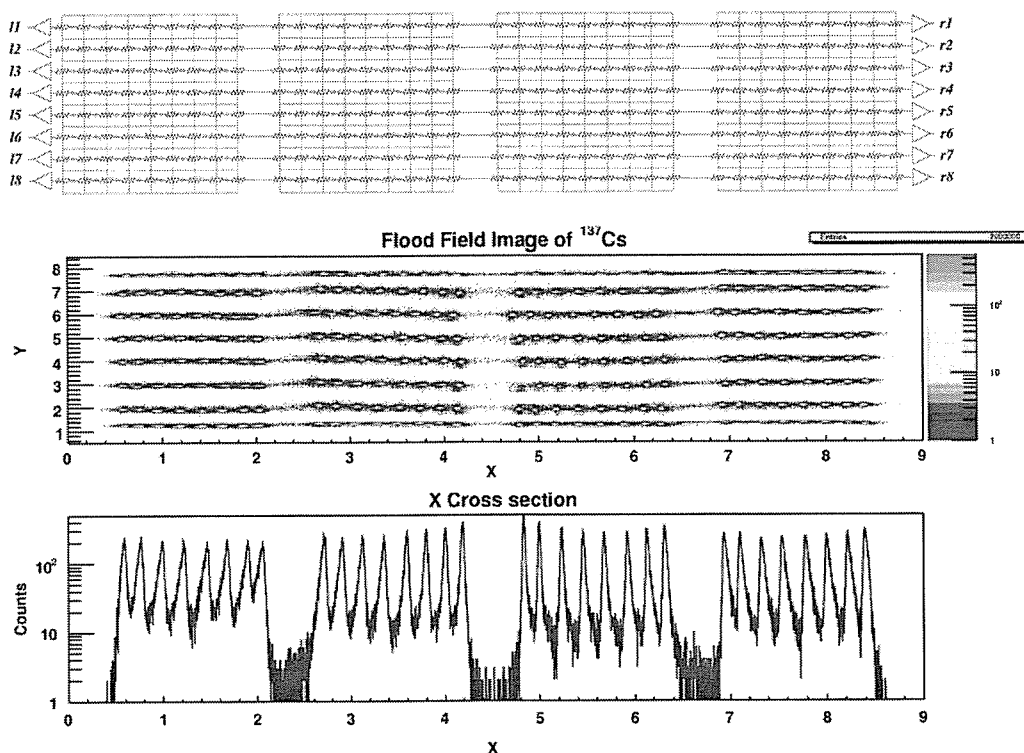 l1 r1
l2 r2
l3 r3
l4 r4
l5 r5
l6 r6
l7 r7
l8 r8
Flood Field Image of ¹³⁷Cs
Entries
8
7
6
5
4
3
2
1
Y
0 1 2 3 4 5 6 7 8 9
X
10²
10
1
X Cross section
10²
10
1
Counts
0 1 2 3 4 5 6 7 8 9
X